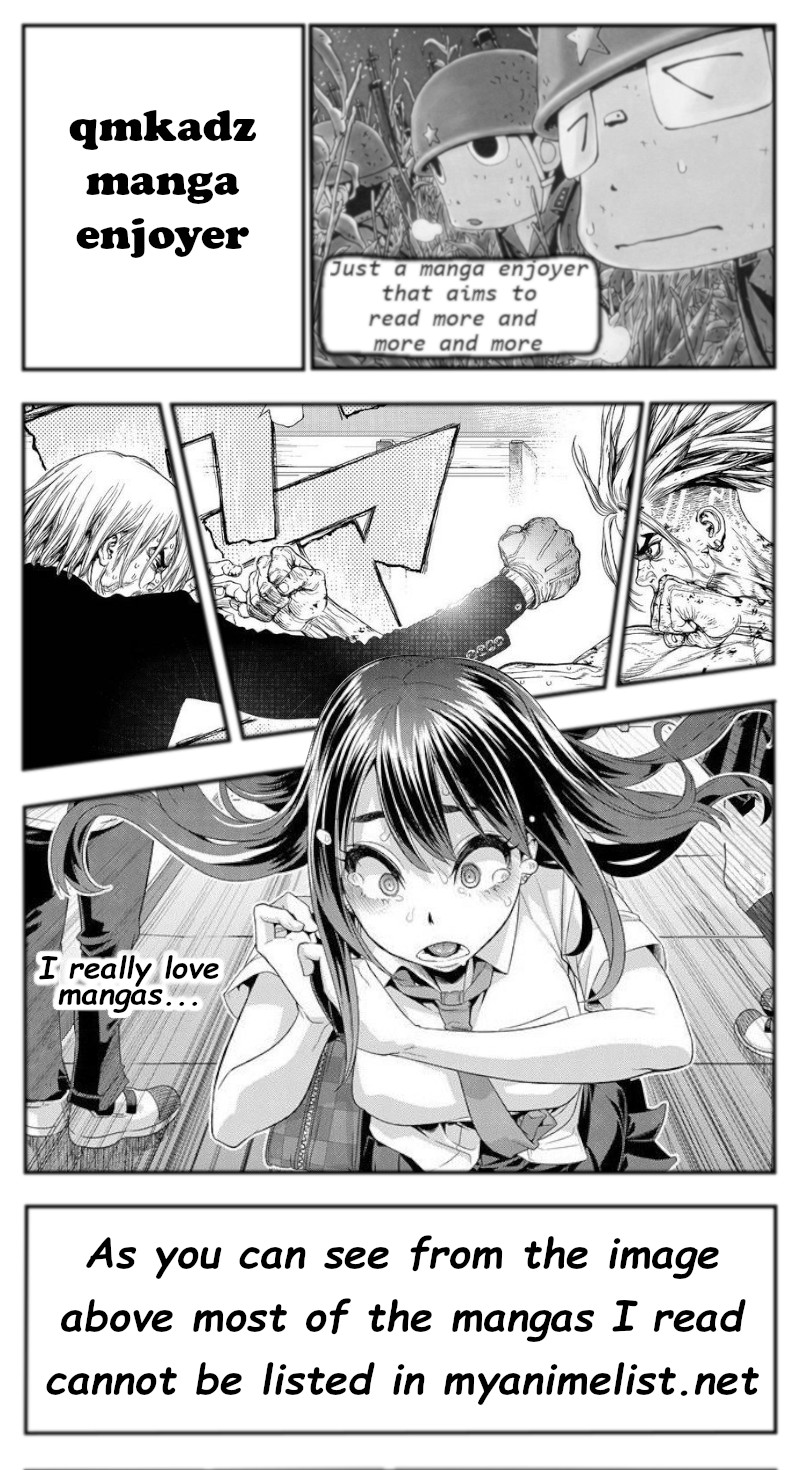 qmkadz
manga
enjoyer
Just a manga enjoyer
that aims to
read more and
more and more
I really love
mangas...
As you can see from the image
above most of the mangas I read
cannot be listed in myanimelist.net